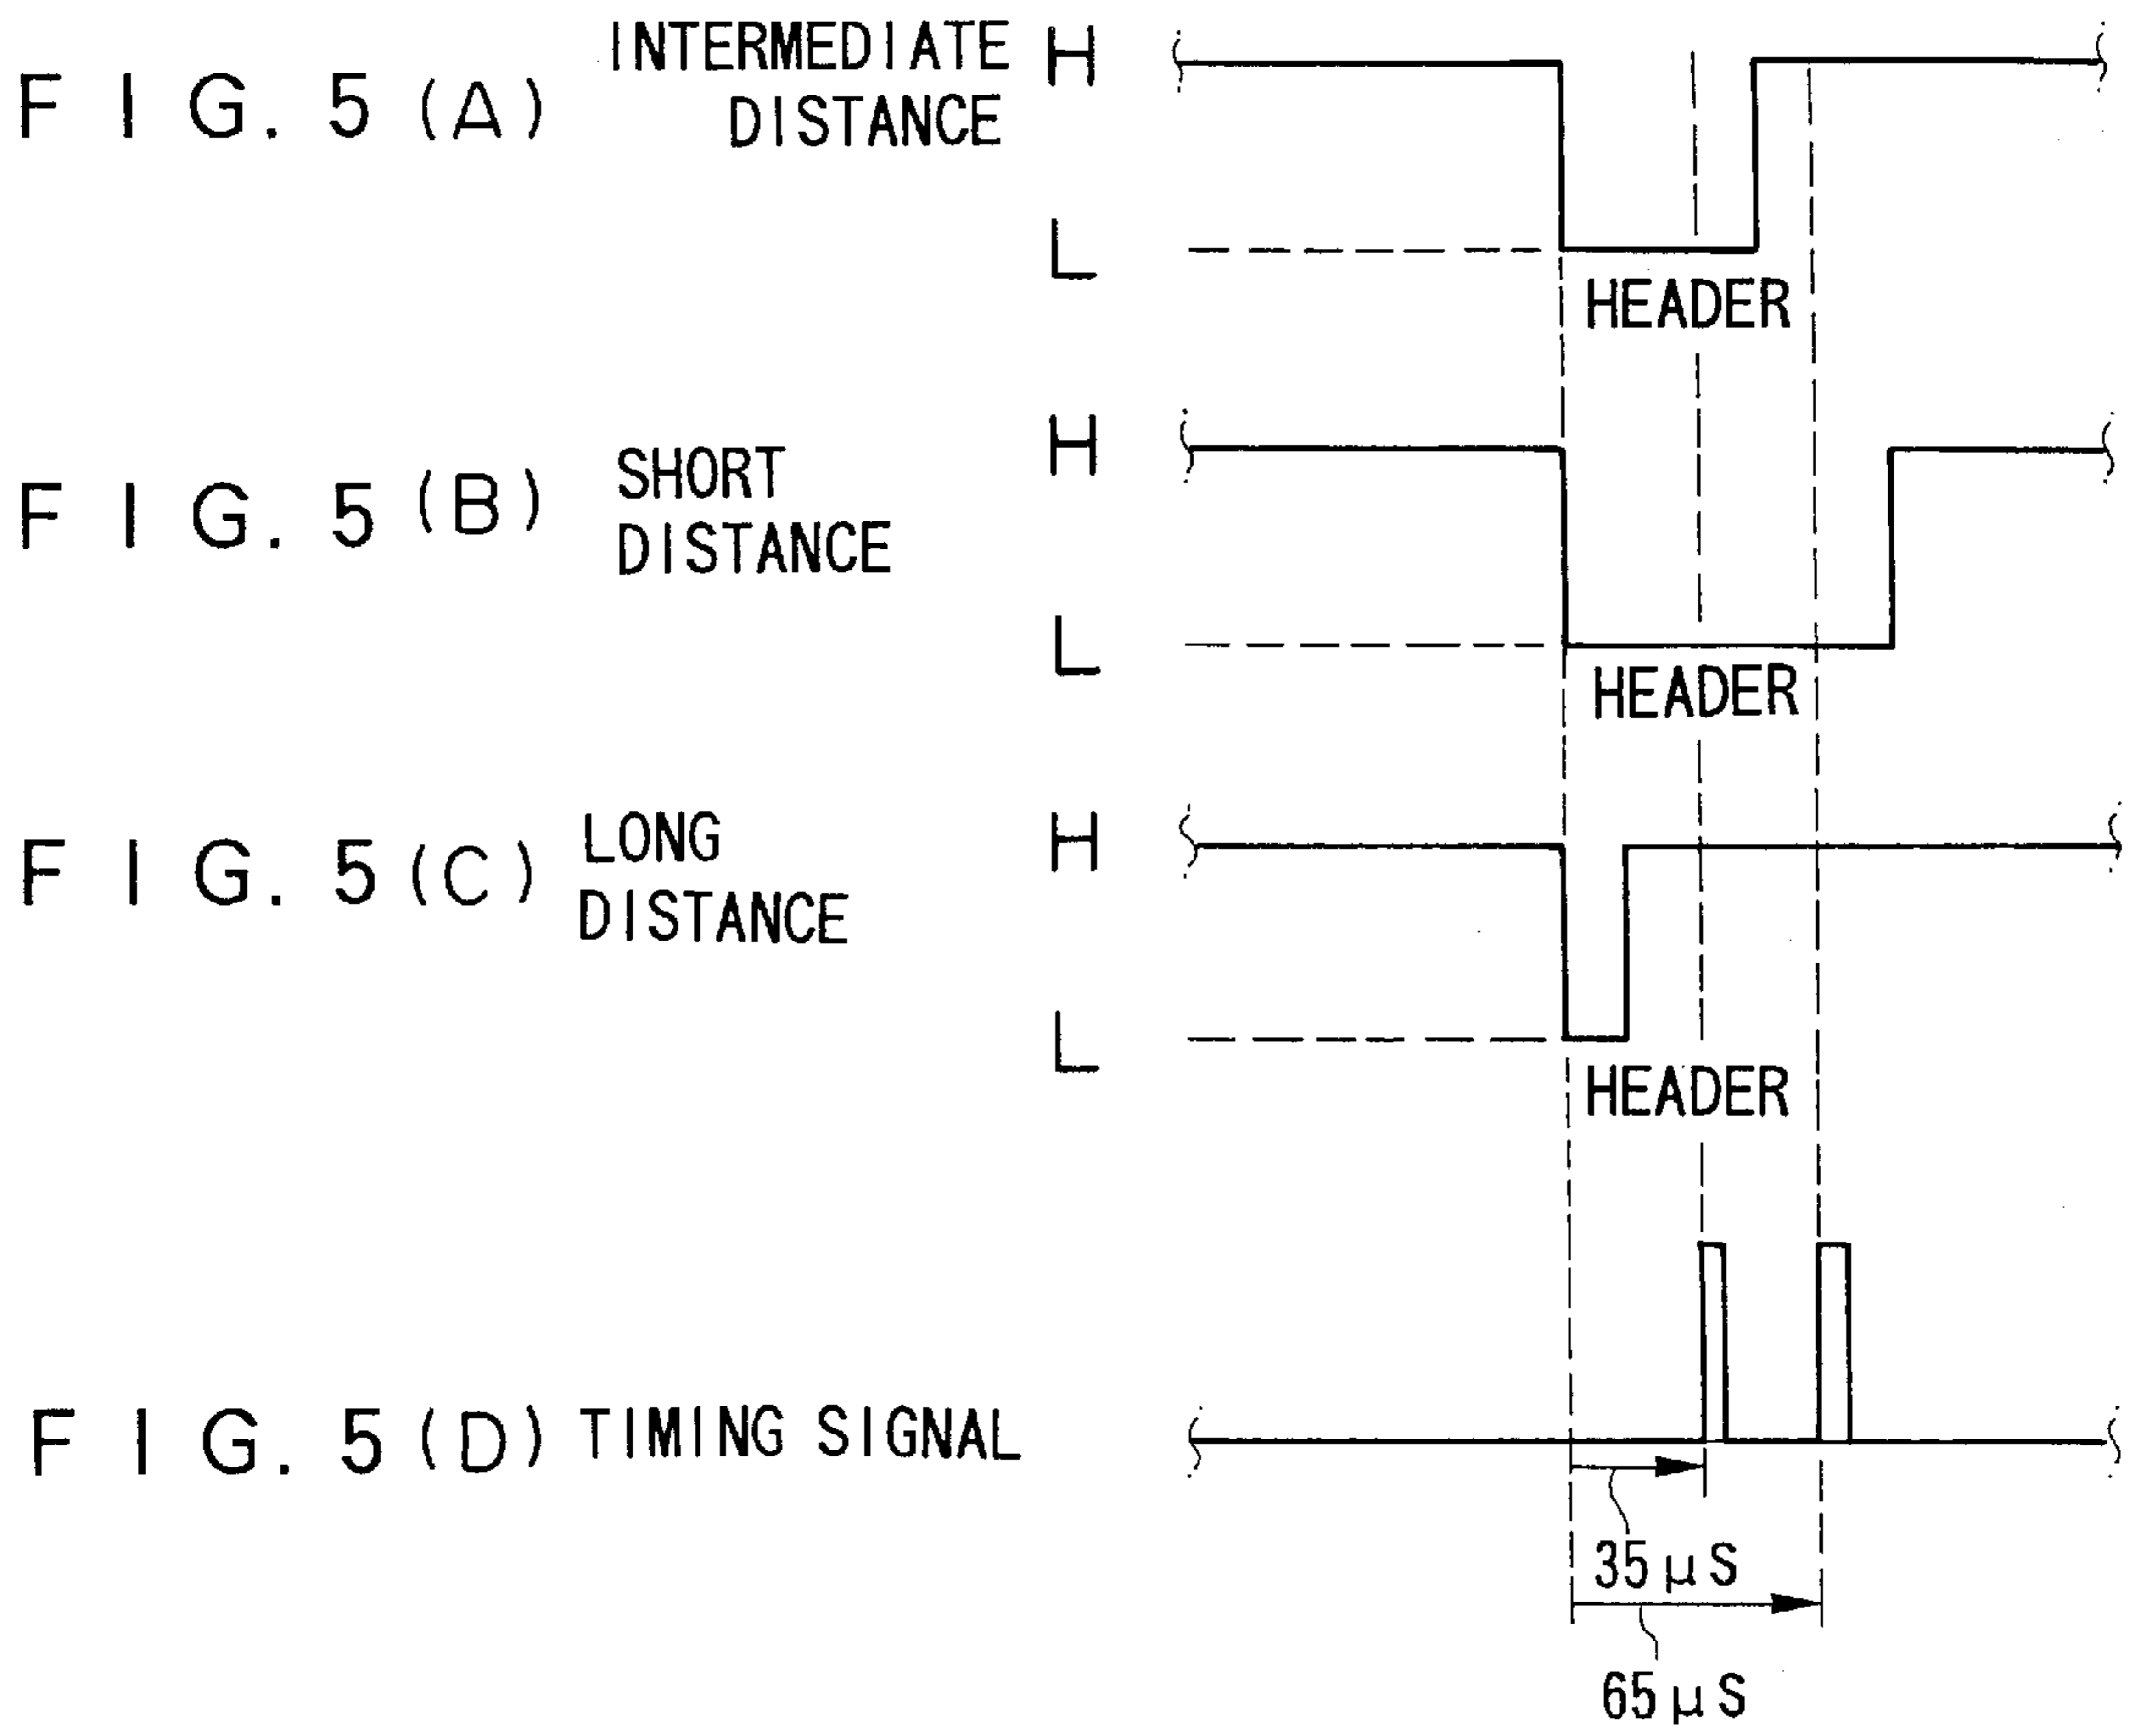 FIG. 5 (A) INTERMEDIATE DISTANCE
H
L
HEADER
FIG. 5 (B) SHORT DISTANCE
H
L
HEADER
FIG. 5 (C) LONG DISTANCE
H
L
HEADER
FIG. 5 (D) TIMING SIGNAL
35μS
65μS